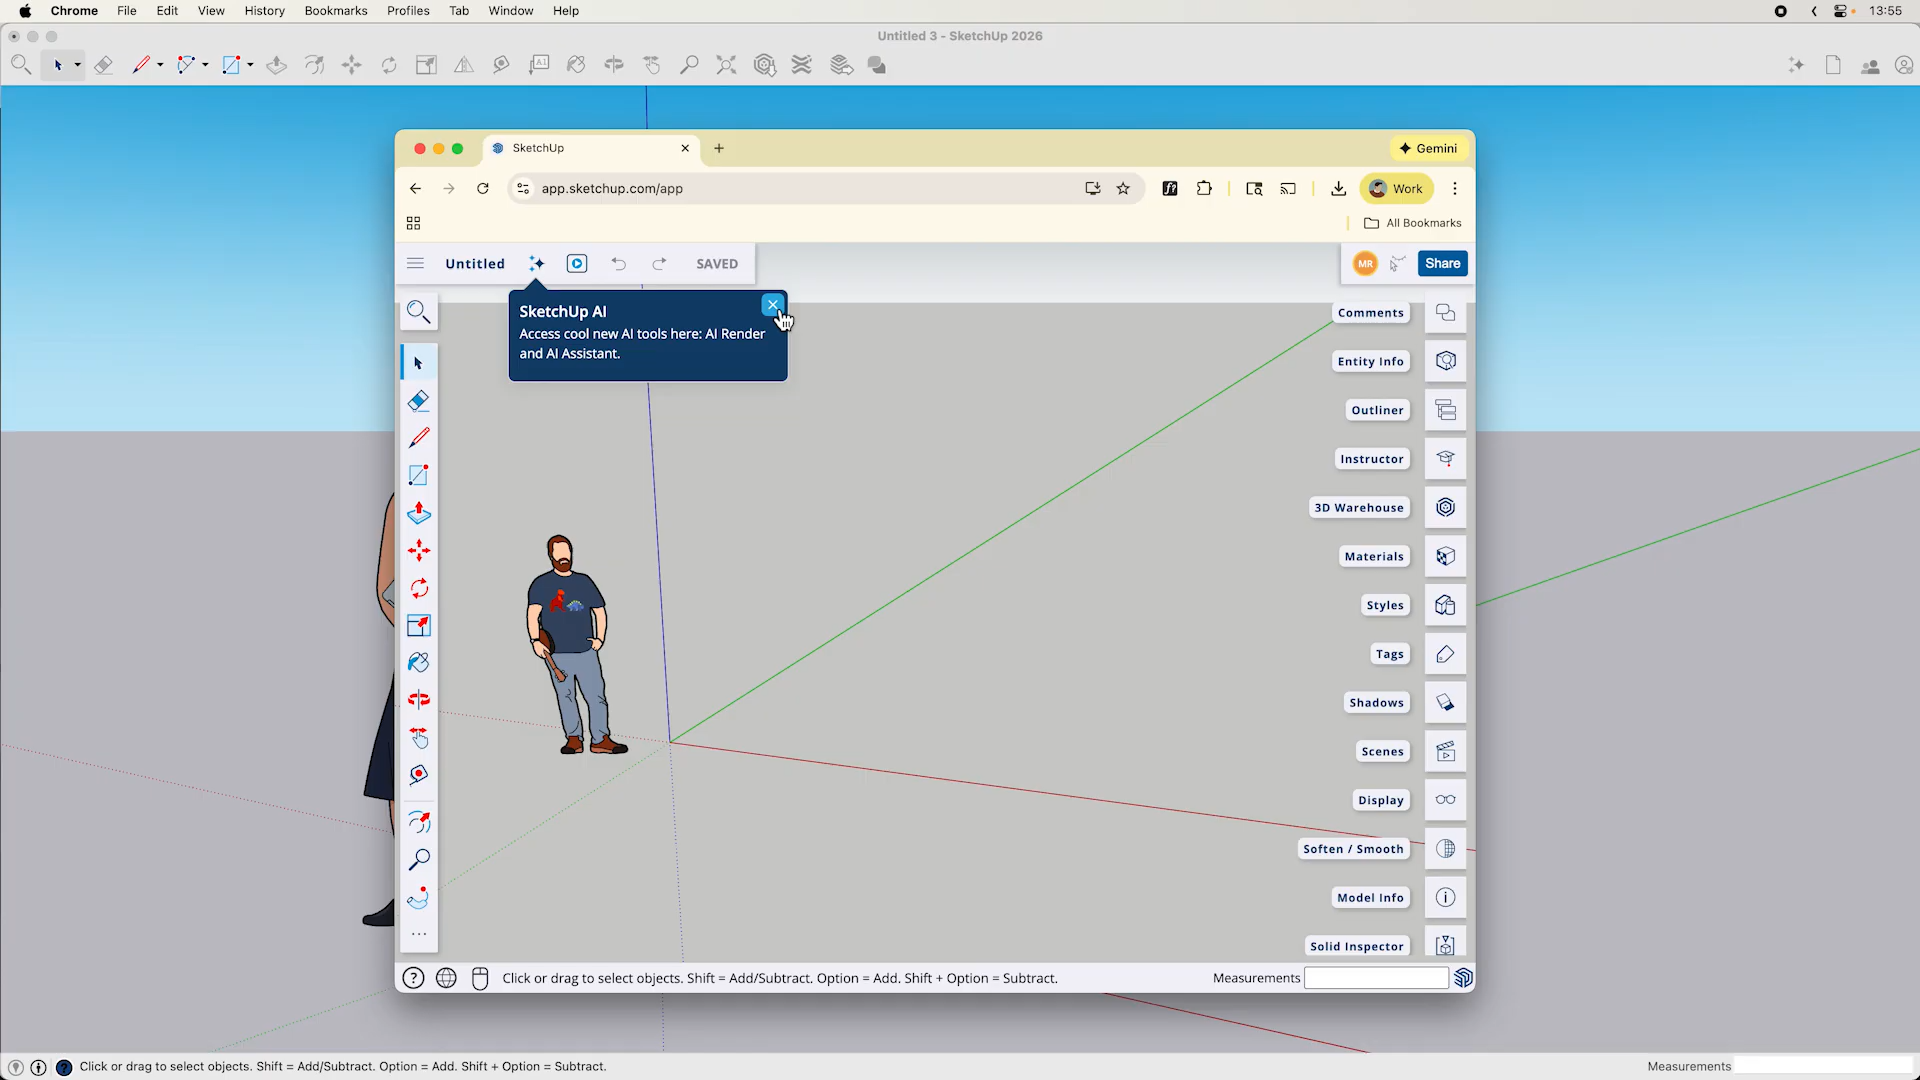 Chrome File Edit View History Bookmarks Profiles Tab Window Help 13:55
Untitled 3 - SketchUp 2026
A1
SketchUp
Gemini
app.sketchup.com/app
f?
Work
All Bookmarks
Untitled
SAVED
MR
Share
SketchUp AI
Access cool new AI tools here: AI Render
and AI Assistant.
Comments
Entity Info
Outliner
Instructor
3D Warehouse
Materials
Styles
Tags
Shadows
Scenes
Display
Soften / Smooth
Model Info
Solid Inspector
Click or drag to select objects. Shift = Add/Subtract. Option = Add. Shift + Option = Subtract.
Measurements
Click or drag to select objects. Shift = Add/Subtract. Option = Add. Shift + Option = Subtract.
Measurements